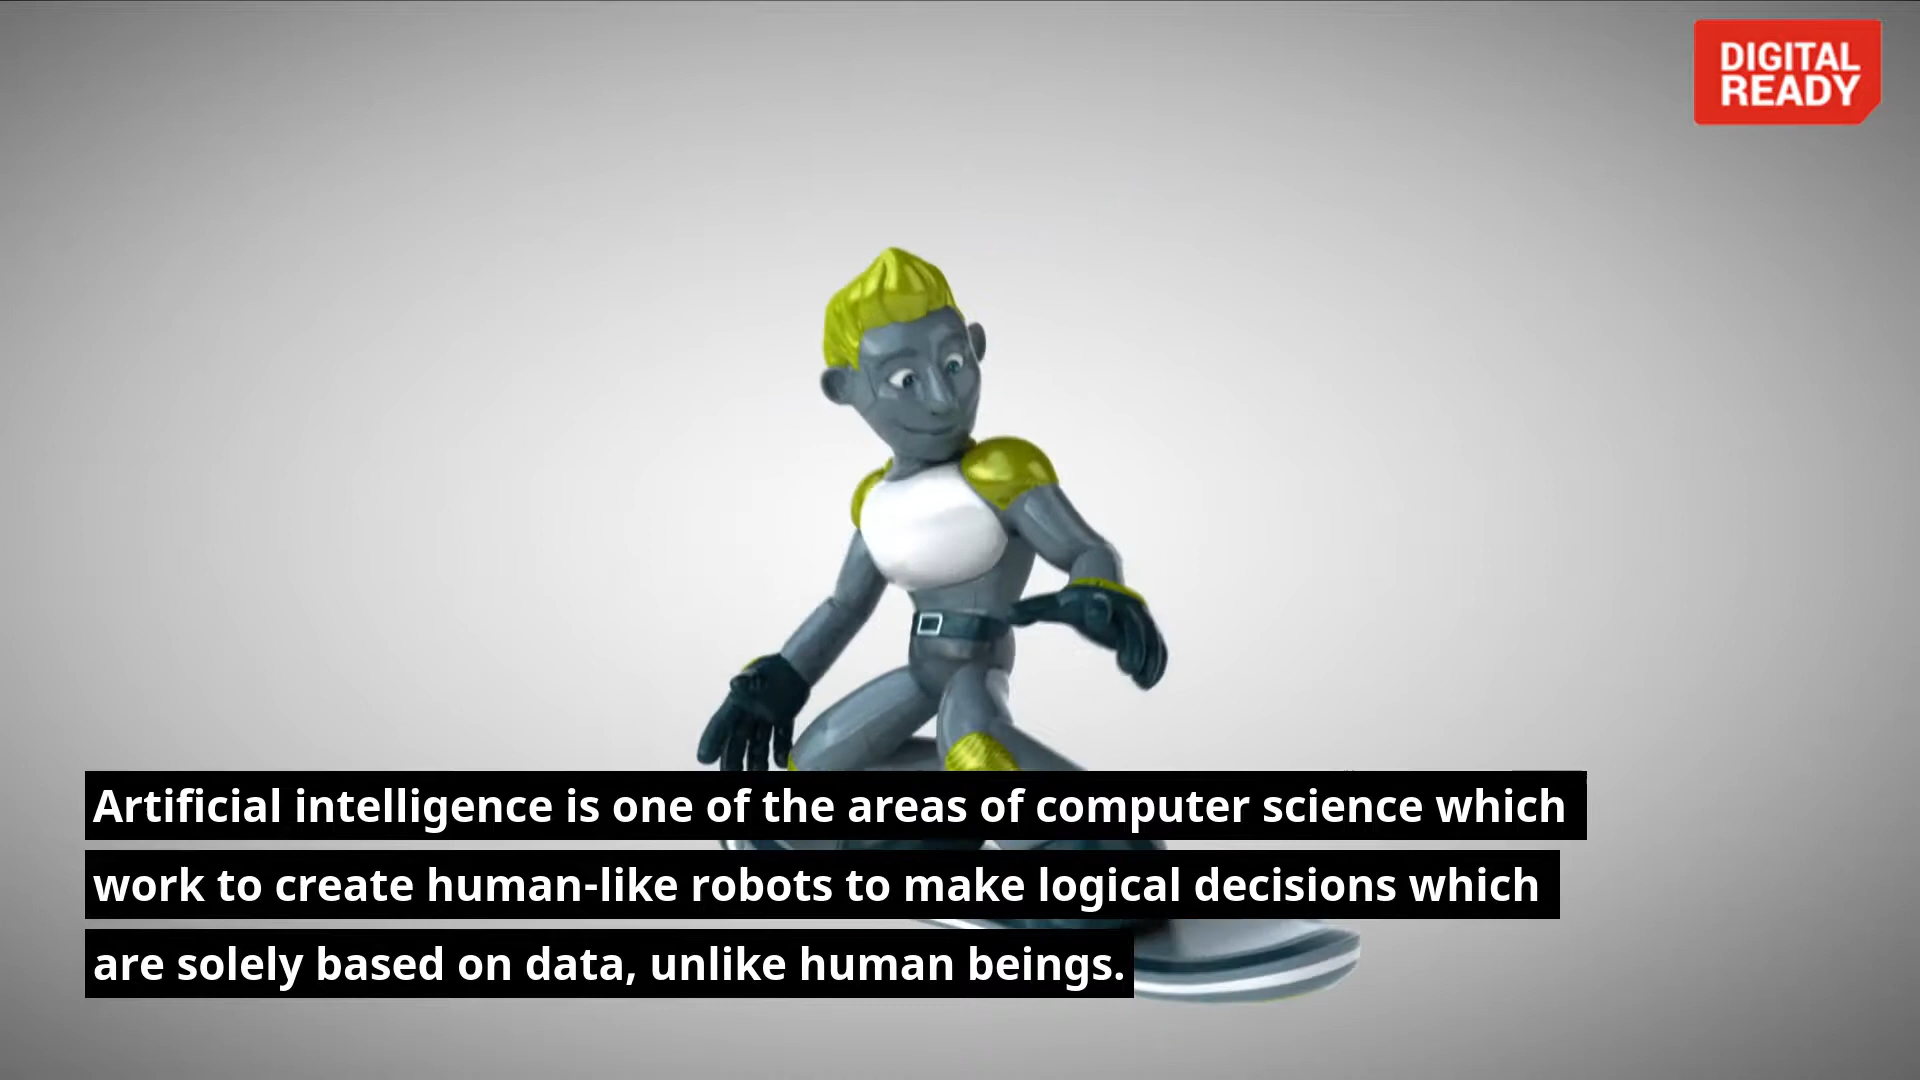 DIGITAL
READY
Artificial intelligence is one of the areas of computer science which
work to create human-like robots to make logical decisions which
are solely based on data, unlike human beings.